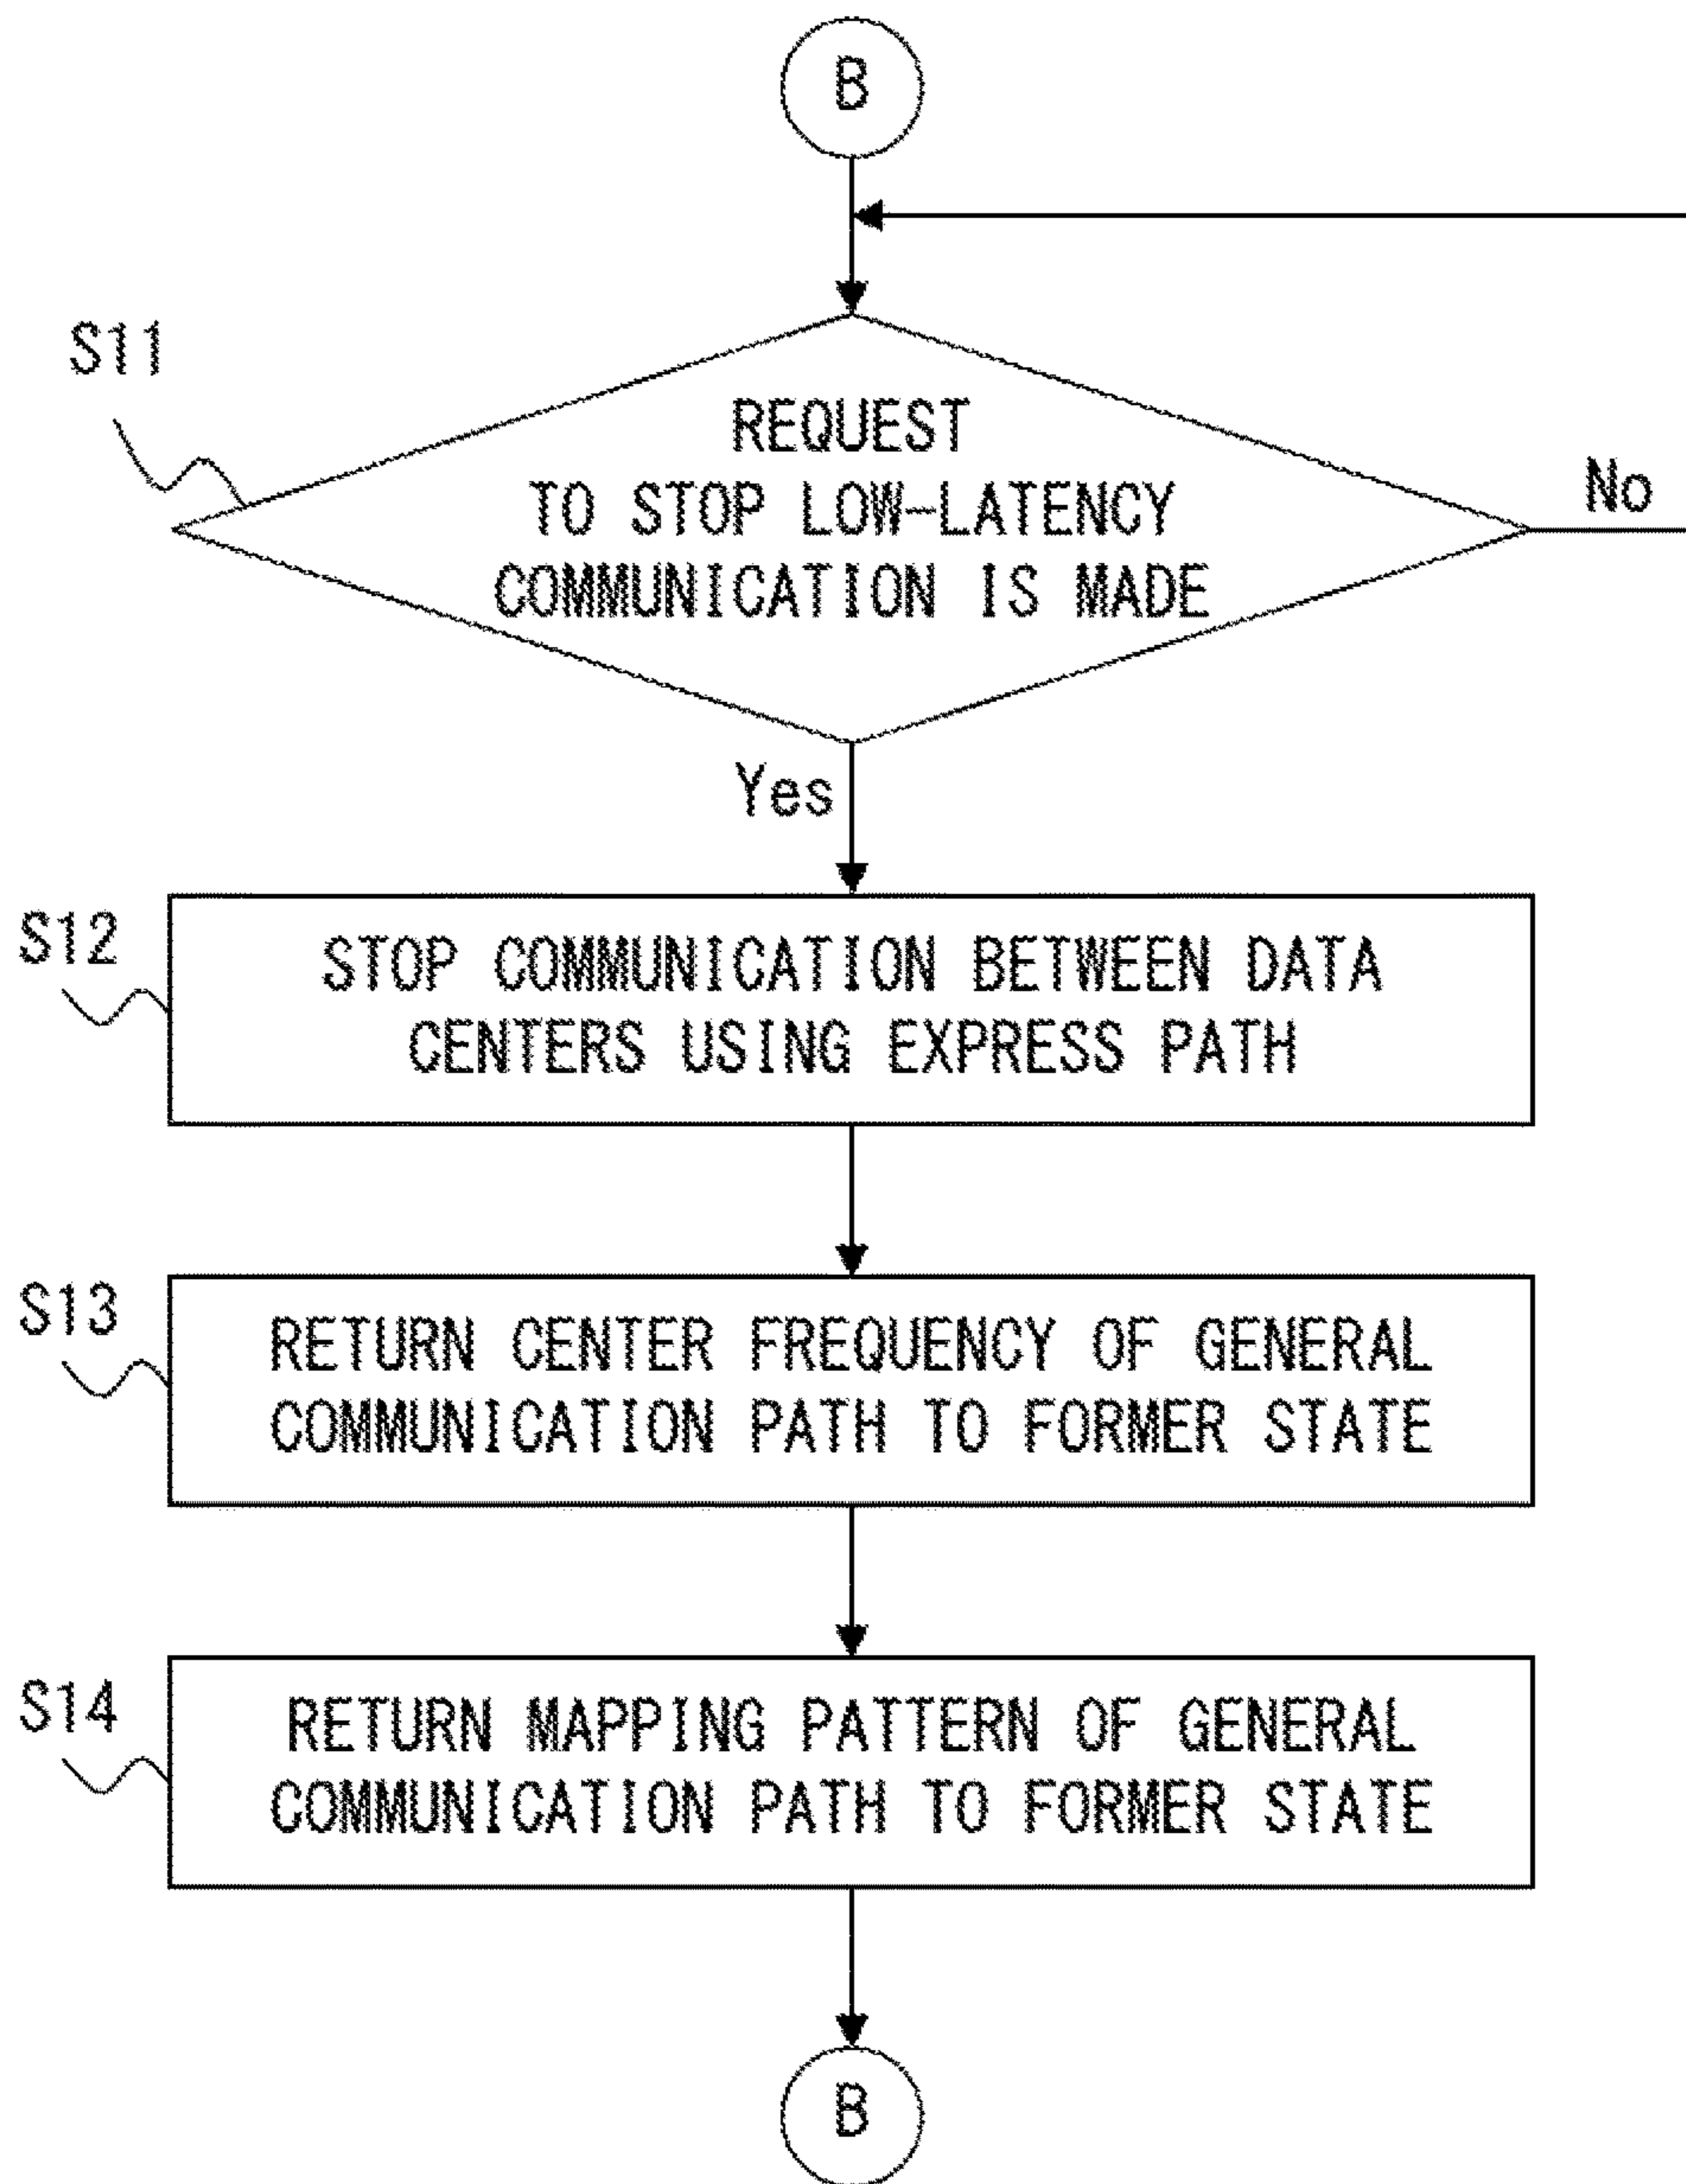 B
S11
REQUEST
TO STOP LOW-LATENCY
COMMUNICATION IS MADE
No
Yes
S12
STOP COMMUNICATION BETWEEN DATA
CENTERS USING EXPRESS PATH
S13
RETURN CENTER FREQUENCY OF GENERAL
COMMUNICATION PATH TO FORMER STATE
S14
RETURN MAPPING PATTERN OF GENERAL
COMMUNICATION PATH TO FORMER STATE
B